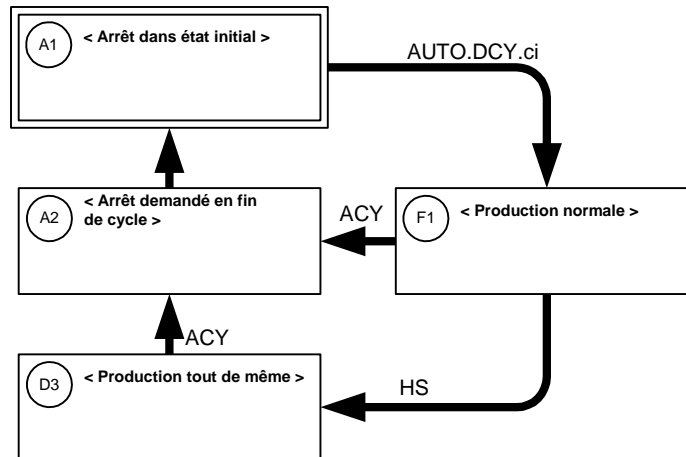 A1
< Arrêt dans état initial >
AUTO.DCY.ci
A2
< Arrêt demandé en fin
de cycle >
ACY
F1
< Production normale >
ACY
D3
< Production tout de même >
HS